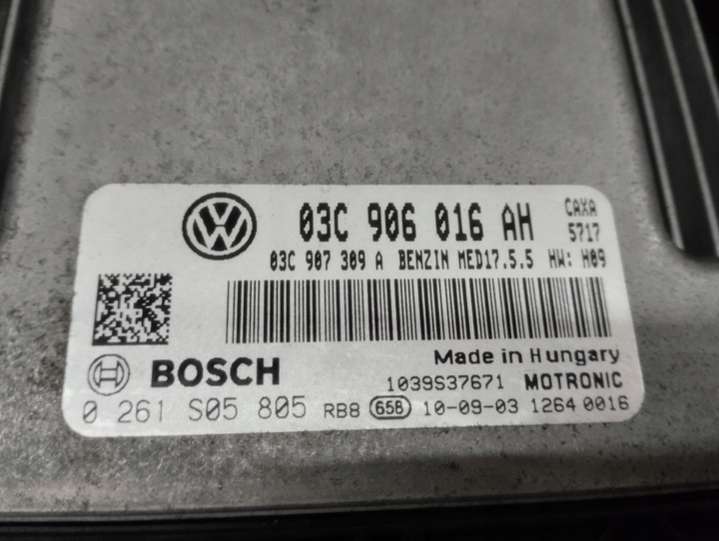 03C 906 016 AH CAXA
5717
03C 907 309 A BENZIN MED17.5.5 HW: H09
BOSCH
Made in Hungary
1039S37671 MOTRONIC
0 261 S05 805 RB8 658 10-09-03 1264 0016